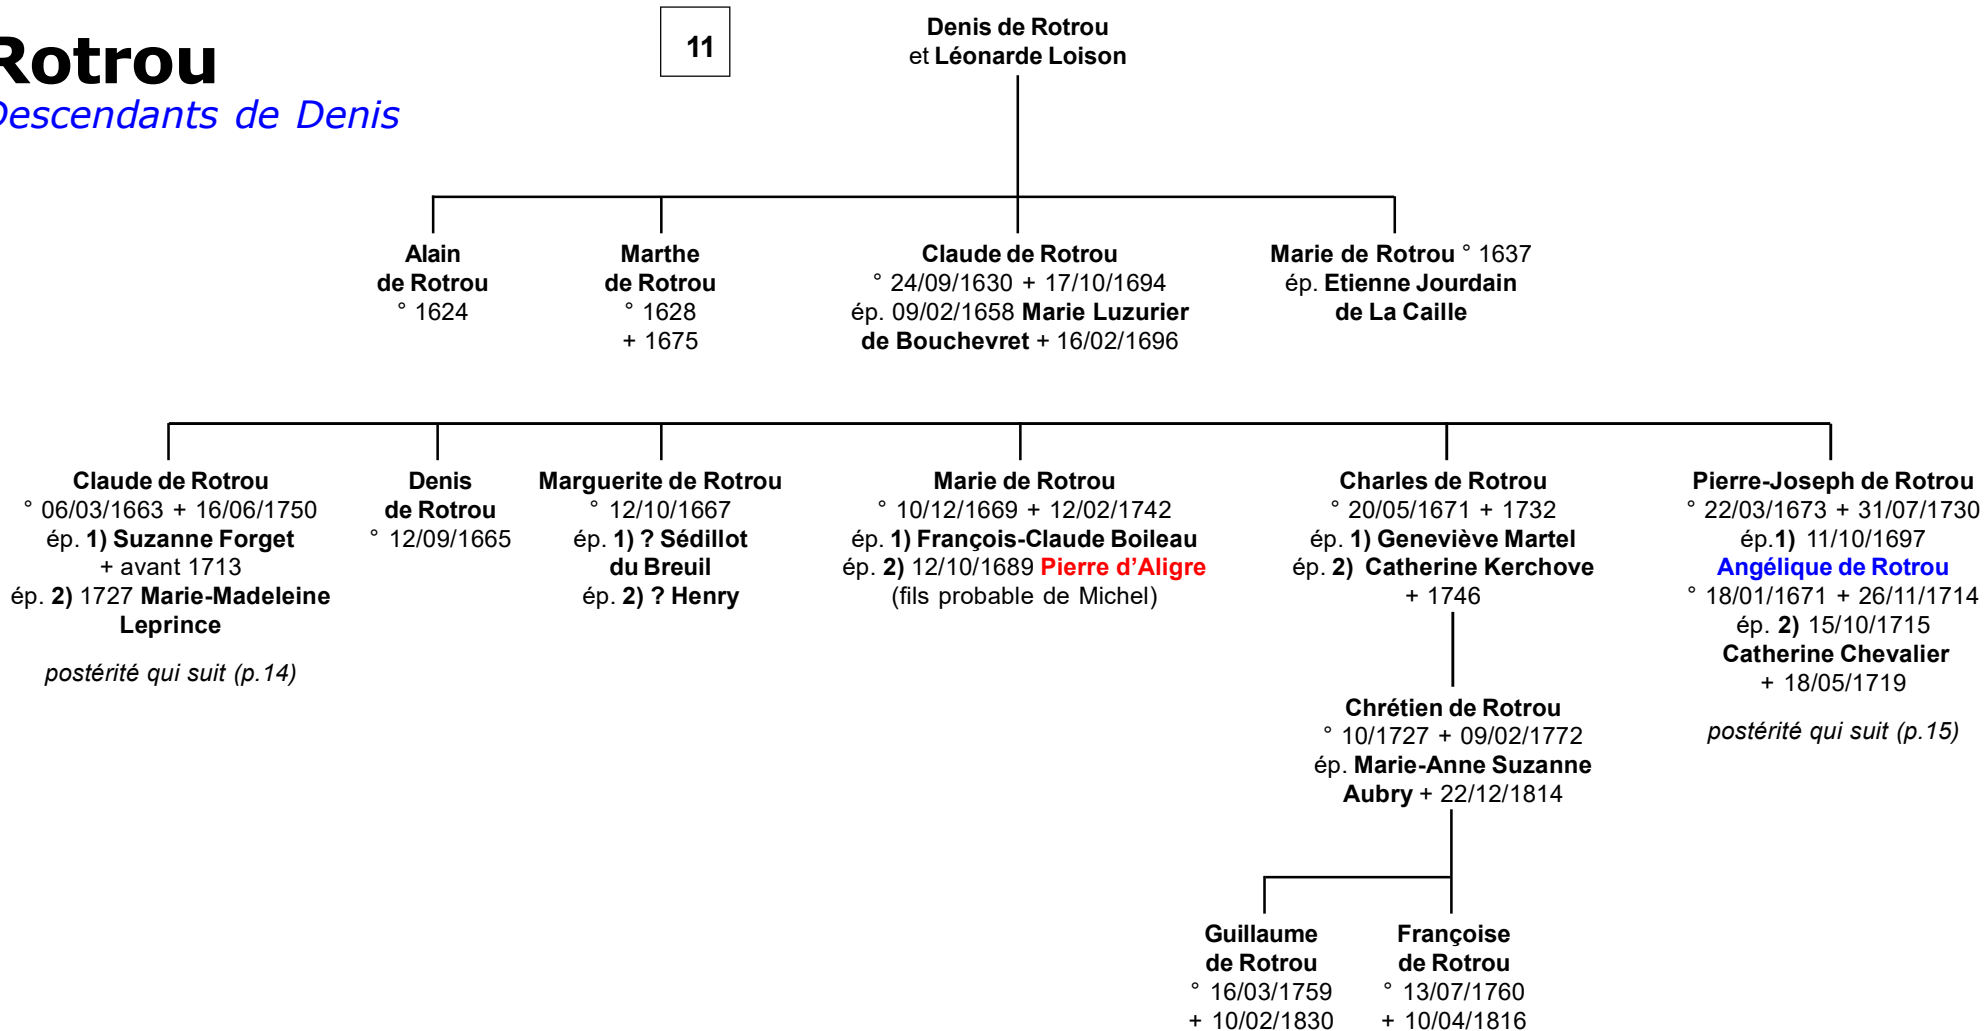 Rotrou
Descendants de Denis
11
Denis de Rotrou
et Léonarde Loison
Alain
de Rotrou
° 1624
Marthe
de Rotrou
° 1628
+ 1675
Claude de Rotrou
° 24/09/1630 + 17/10/1694
ép. 09/02/1658 Marie Luzurier
de Bouchevret + 16/02/1696
Marie de Rotrou ° 1637
ép. Etienne Jourdain
de La Caille
Claude de Rotrou
° 06/03/1663 + 16/06/1750
ép. 1) Suzanne Forget
+ avant 1713
ép. 2) 1727 Marie-Madeleine
Leprince
postérité qui suit (p.14)
Denis
de Rotrou
° 12/09/1665
Marguerite de Rotrou
° 12/10/1667
ép. 1) ? Sédillot
du Breuil
ép. 2) ? Henry
Marie de Rotrou
° 10/12/1669 + 12/02/1742
ép. 1) François-Claude Boileau
ép. 2) 12/10/1689 Pierre d’Aligre
(fils probable de Michel)
Charles de Rotrou
° 20/05/1671 + 1732
ép. 1) Geneviève Martel
ép. 2) Catherine Kerchove
+ 1746
Pierre-Joseph de Rotrou
° 22/03/1673 + 31/07/1730
ép.1) 11/10/1697
Angélique de Rotrou
° 18/01/1671 + 26/11/1714
ép. 2) 15/10/1715
Catherine Chevalier
+ 18/05/1719
postérité qui suit (p.15)
Chrétien de Rotrou
° 10/1727 + 09/02/1772
ép. Marie-Anne Suzanne
Aubry + 22/12/1814
Guillaume
de Rotrou
° 16/03/1759
+ 10/02/1830
Françoise
de Rotrou
° 13/07/1760
+ 10/04/1816